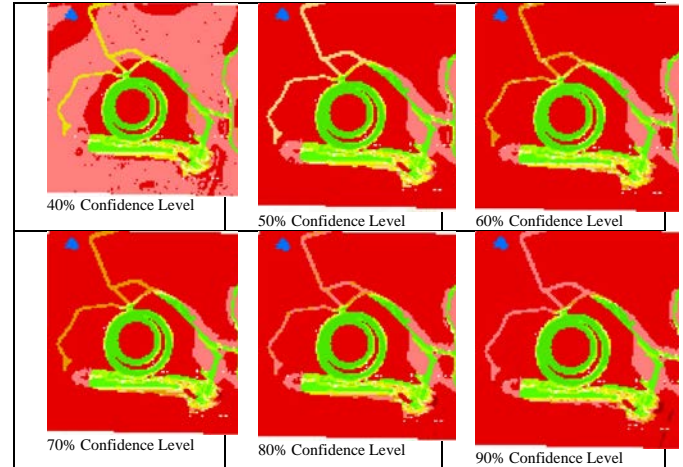 40% Confidence Level
50% Confidence Level
60% Confidence Level
70% Confidence Level
80% Confidence Level
90% Confidence Level